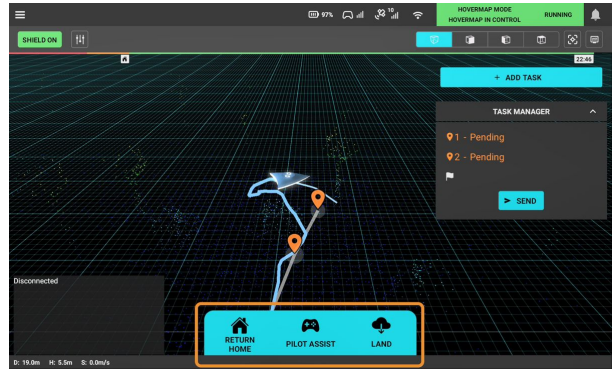 97%
10
HOVERMAP MODE
HOVERMAP IN CONTROL
RUNNING
SHIELD ON
22:46
+ ADD TASK
TASK MANAGER
1 - Pending
2 - Pending
SEND
Disconnected
RETURN
HOME
PILOT ASSIST
LAND
D: 19.0m H: 5.5m S: 0.0m/s